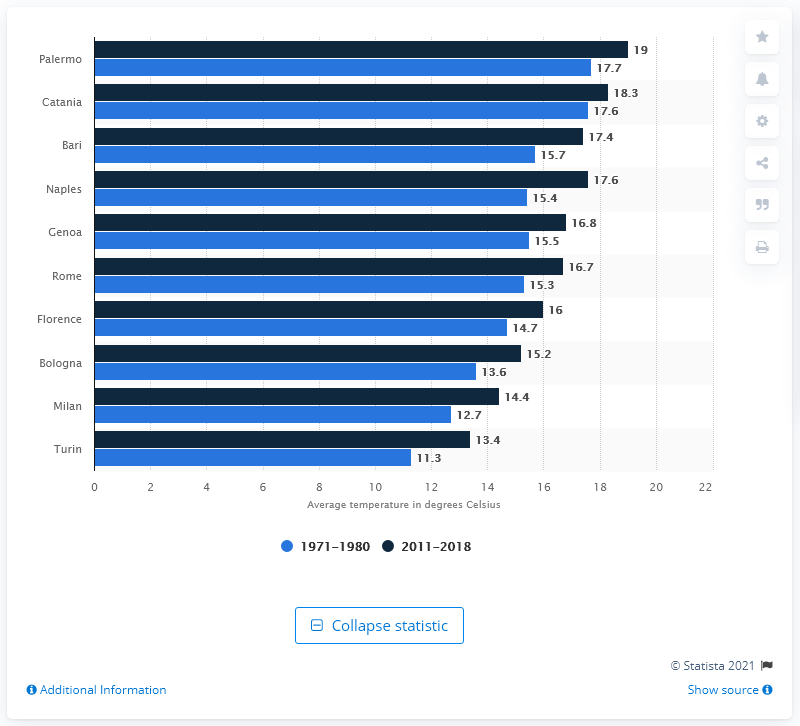 Palermo 19
17.7
Catania 18.3
17.6
Bari 17.4
15.7
Naples 17.6
15.4
Genoa 16.8
15.5
Rome 16.7
15.3
Florence 16
14.7
Bologna 15.2
13.6
Milan 14.4
12.7
Turin 13.4
11.3
0 2 4 6 8 10 12 14 16 18 20 22
Average temperature in degrees Celsius
1971–1980 2011–2018
Collapse statistic
© Statista 2021
Additional Information Show source